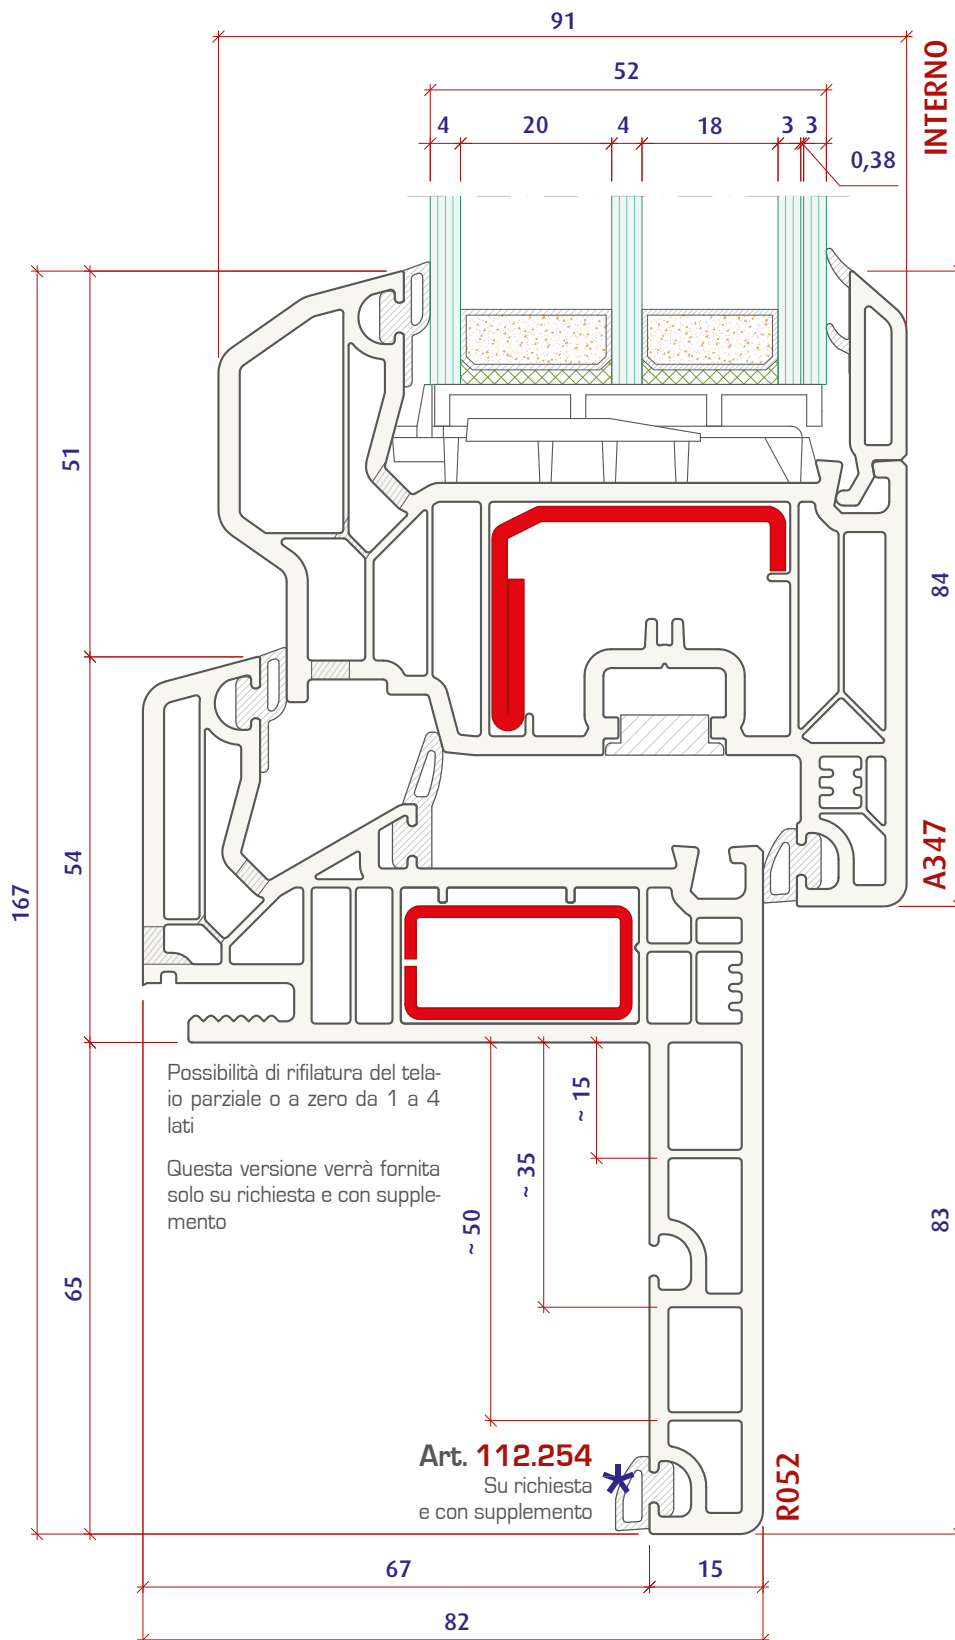 91
INTERNO
52
4
20
4
18
3
3
0,38
51
84
54
A347
167
Possibilità di rifilatura del tela-
io parziale o a zero da 1 a 4
lati
Questa versione verrà fornita
solo su richiesta e con supple-
mento
~ 15
~ 35
~ 50
83
65
Art. 112.254
Su richiesta
e con supplemento
*
R052
67
15
82